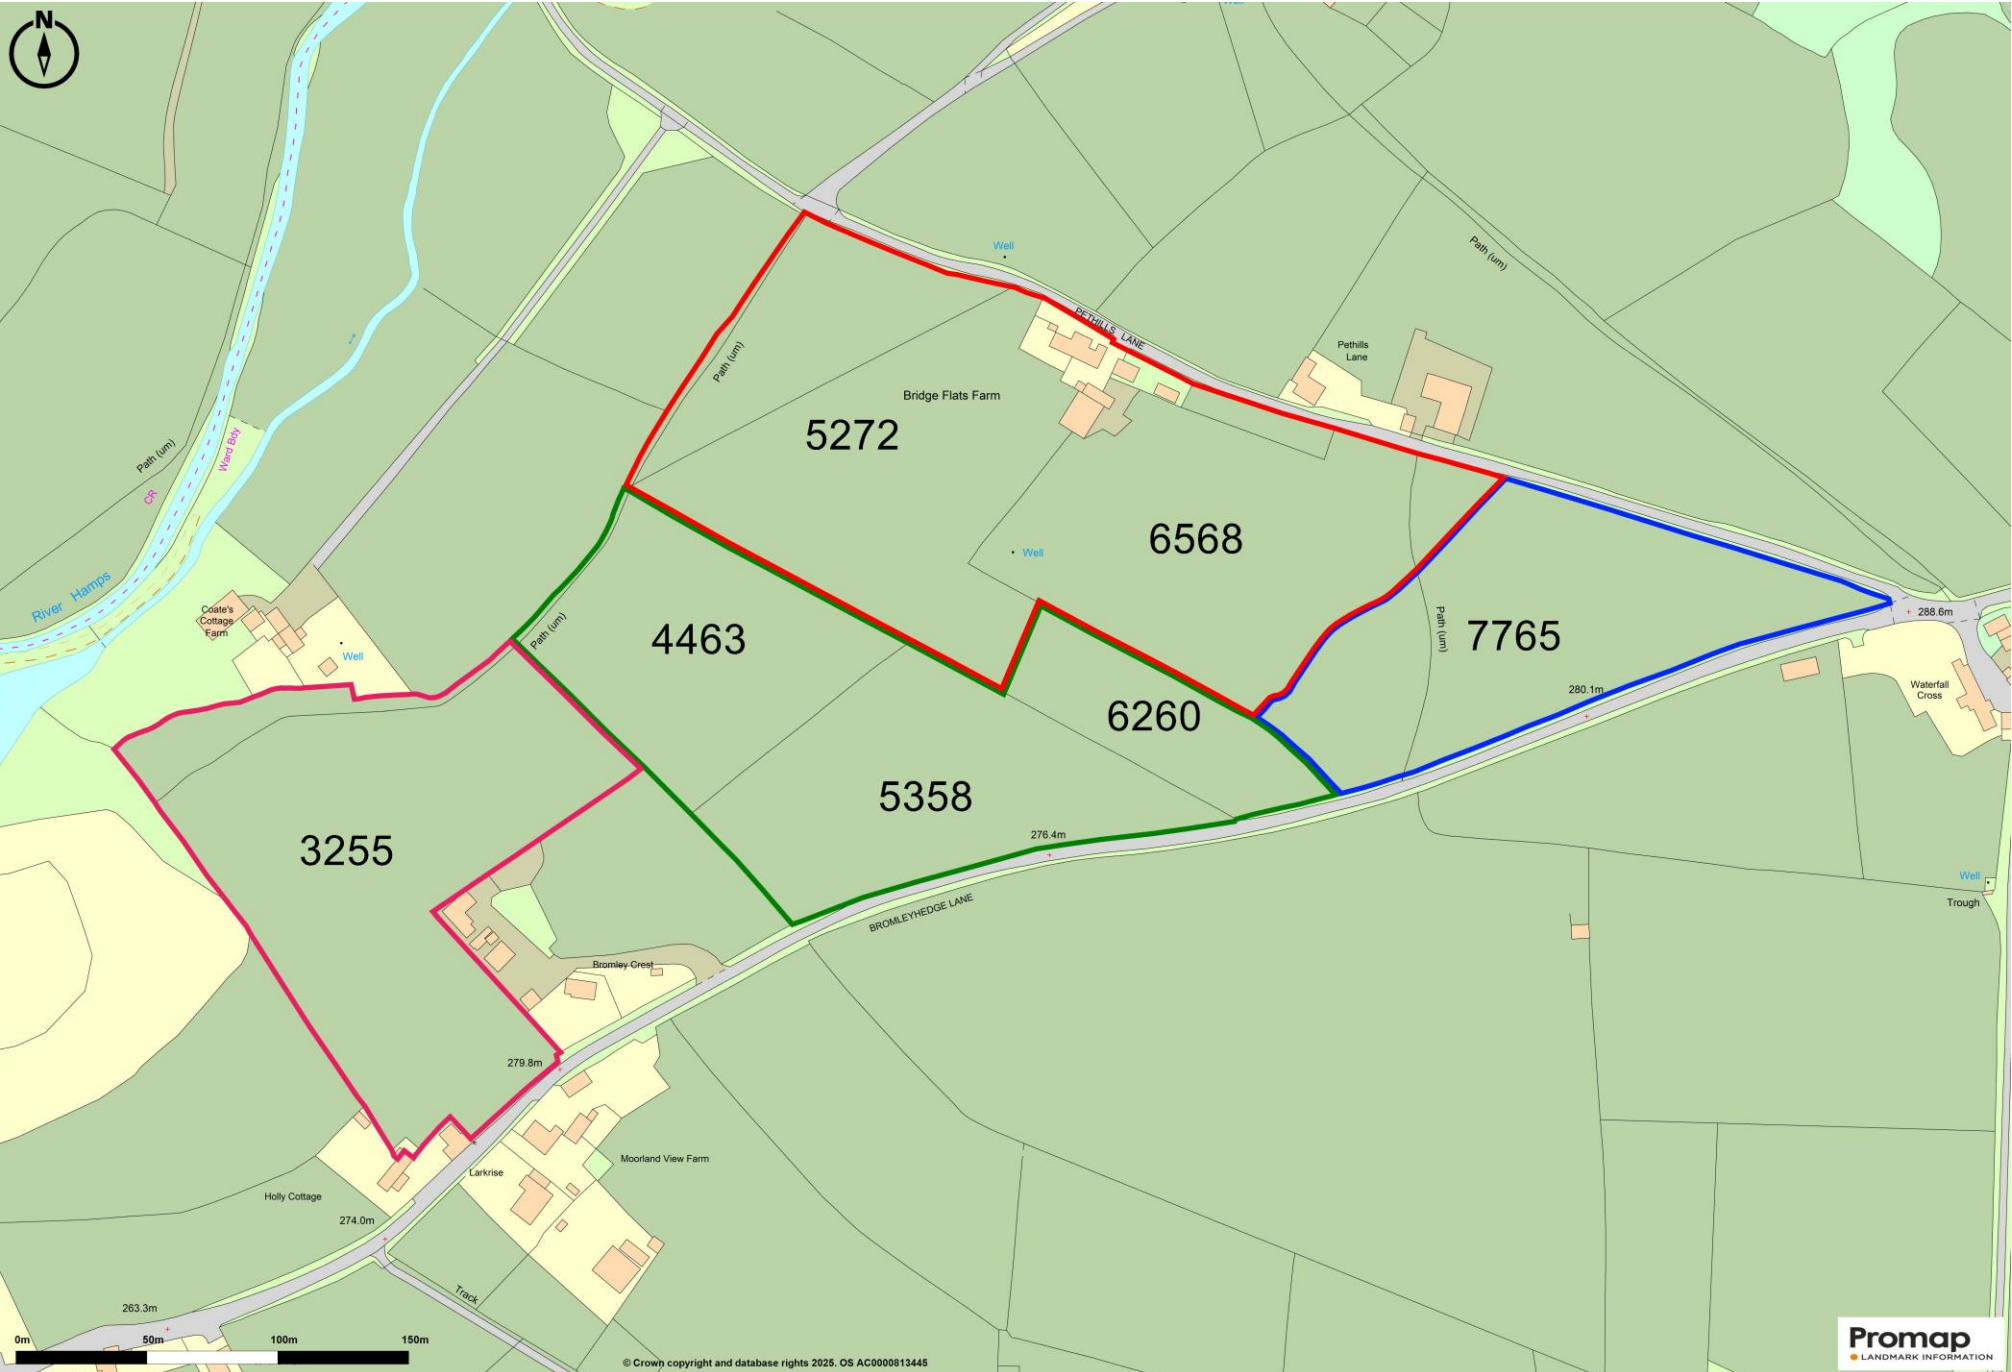 N
Well
Path (um)
PETHILLS LANE
Pethills
Lane
Path (um)
Bridge Flats Farm
5272
Path (um)
Ward Bdy
CR
6568
Well
River Hamps
Coate's
Cottage
Farm
Well
Path (um)
4463
Path (um)
7765
288.6m
280.1m
Waterfall
Cross
6260
5358
276.4m
3255
BROMLEYHEDGE LANE
Well
Trough
Bromley Crest
279.8m
Moorland View Farm
Larkrise
Holly Cottage
274.0m
Track
263.3m
0m 50m 100m 150m
© Crown copyright and database rights 2025. OS AC0000813445
Promap
LANDMARK INFORMATION